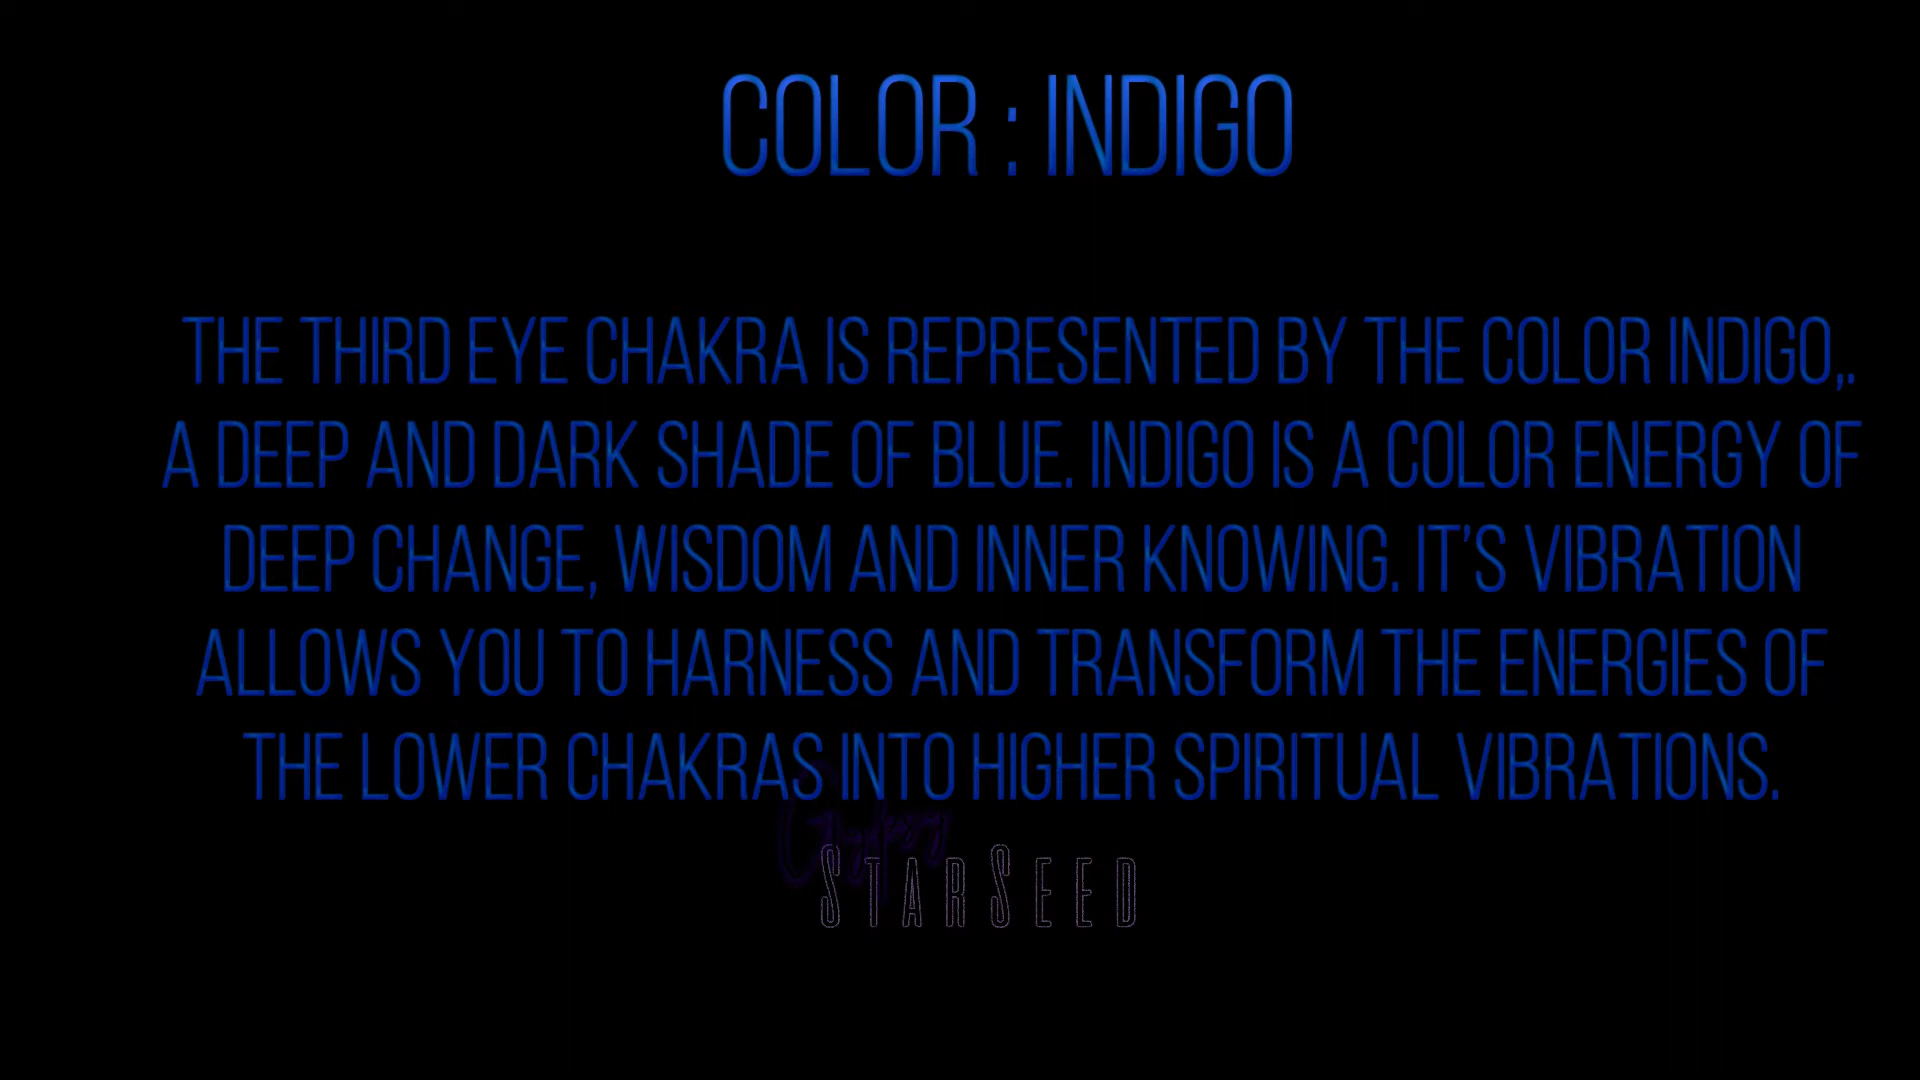 COLOR : INDIGO
THE THIRD EYE CHAKRA IS REPRESENTED BY THE COLOR INDIGO,.
A DEEP AND DARK SHADE OF BLUE. INDIGO IS A COLOR ENERGY OF
DEEP CHANGE, WISDOM AND INNER KNOWING. IT'S VIBRATION
ALLOWS YOU TO HARNESS AND TRANSFORM THE ENERGIES OF
THE LOWER CHAKRAS INTO HIGHER SPIRITUAL VIBRATIONS.
STARSEED